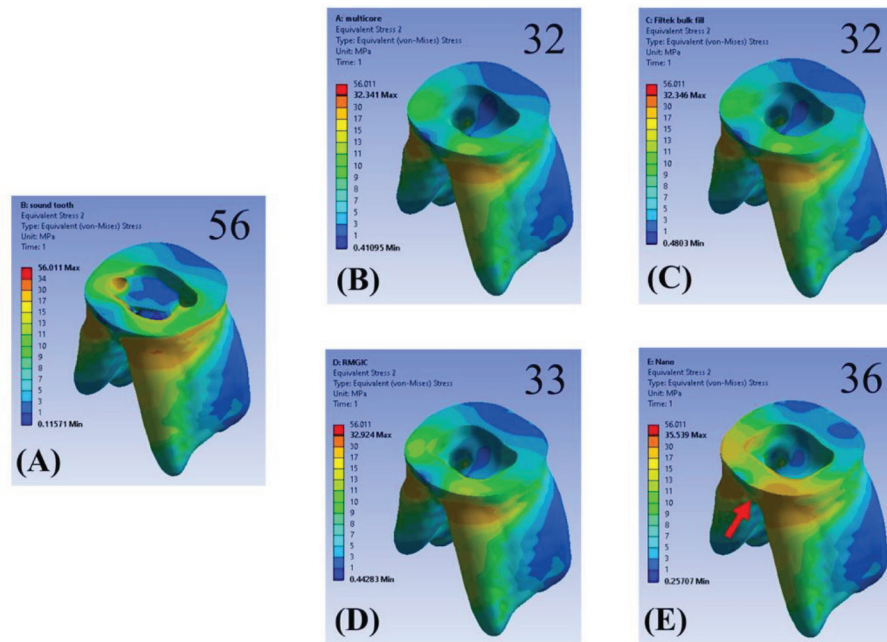 A: multicore
Equivalent Stress 2
Type: Equivalent (von-Mises) Stress
Unit: MPa
Time: 1
32
56.011
32.341 Max
30
17
15
13
11
10
9
8
7
5
3
1
0.41095 Min
(B)
C: Filtek bulk fill
Equivalent Stress 2
Type: Equivalent (von-Mises) Stress
Unit: MPa
Time: 1
32
56.011
32.346 Max
30
17
15
13
11
10
9
8
7
5
3
1
0.4803 Min
(C)
B: sound tooth
Equivalent Stress 2
Type: Equivalent (von-Mises) Stress
Unit: MPa
Time: 1
56
56.011 Max
34
30
17
15
13
11
10
9
8
7
5
3
1
0.11571 Min
(A)
D: RMGIC
Equivalent Stress 2
Type: Equivalent (von-Mises) Stress
Unit: MPa
Time: 1
33
56.011
32.924 Max
30
17
15
13
11
10
9
8
7
5
3
1
0.44283 Min
(D)
E: Nano
Equivalent Stress 2
Type: Equivalent (von-Mises) Stress
Unit: MPa
Time: 1
36
56.011
35.539 Max
30
17
15
13
11
10
9
8
7
5
3
1
0.25707 Min
(E)